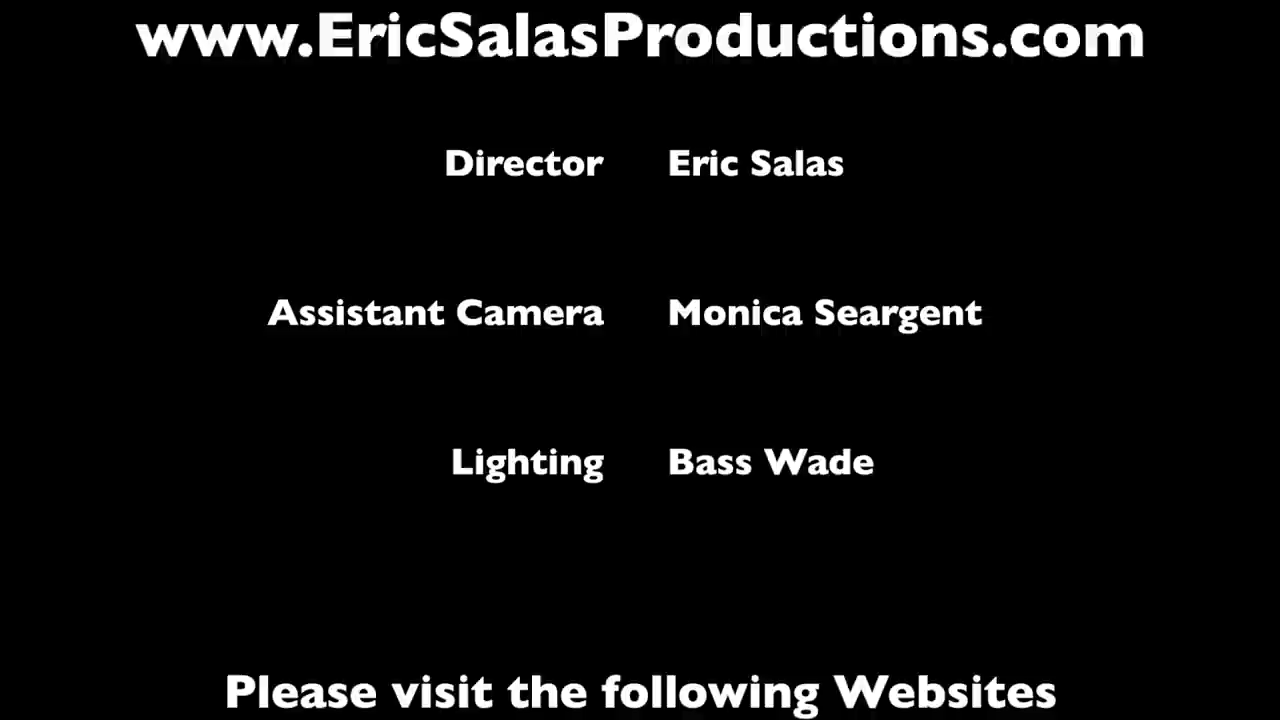 www.EricSalasProductions.com
Director Eric Salas
Assistant Camera Monica Seargent
Lighting Bass Wade
Please visit the following Websites